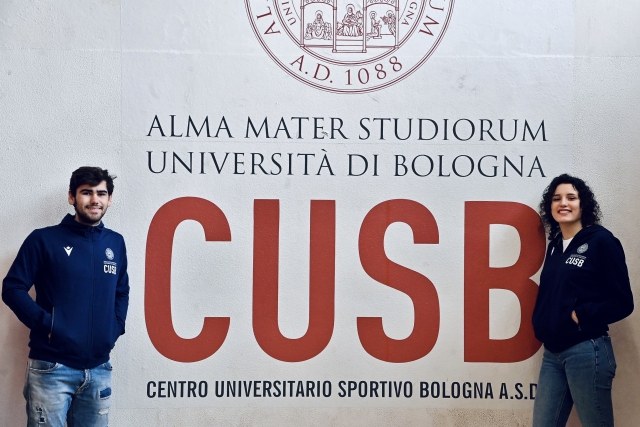 A.D. 1088
ALMA MATER STUDIORUM
UNIVERSITÀ DI BOLOGNA
CUSB
CUSB
CUSB
CENTRO UNIVERSITARIO SPORTIVO BOLOGNA A.S.D